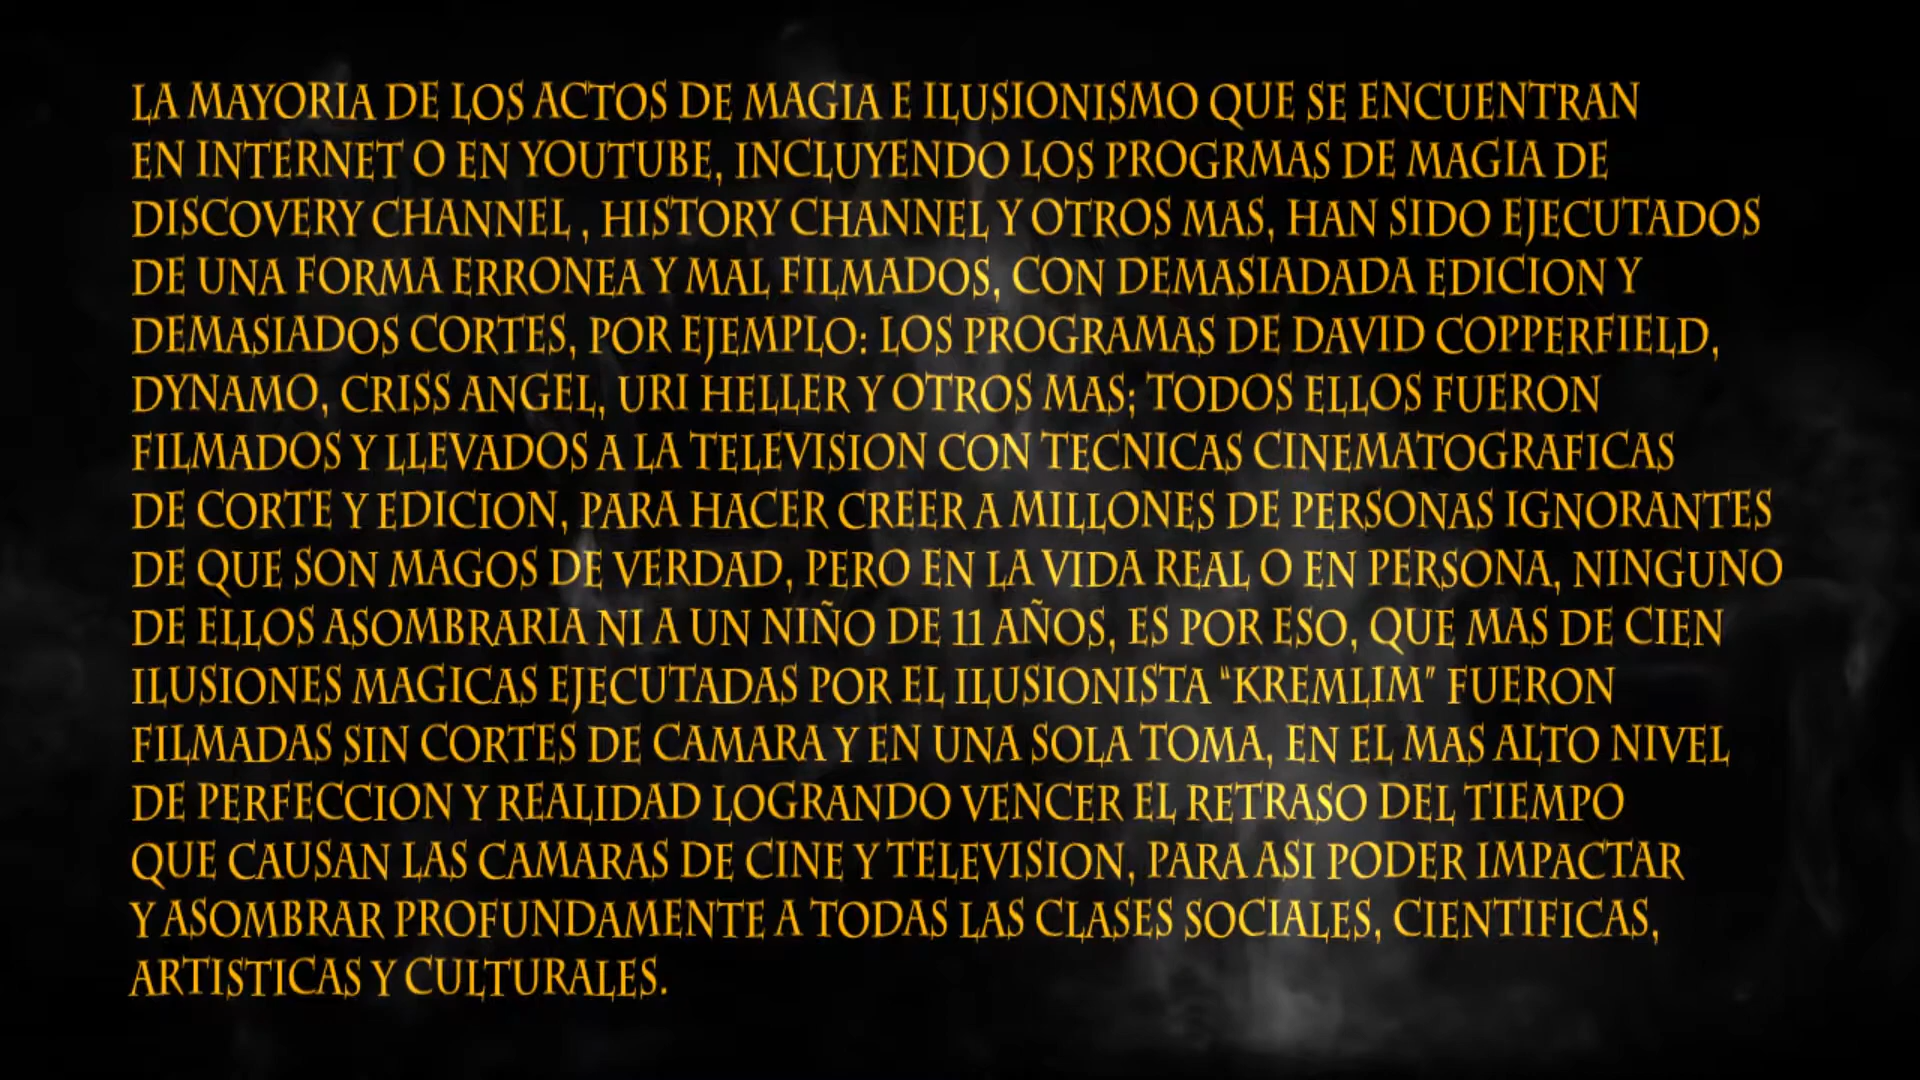 LA MAYORIA DE LOS ACTOS DE MAGIA E ILUSIONISMO QUE SE ENCUENTRAN
EN INTERNET O EN YOUTUBE, INCLUYENDO LOS PROGRMAS DE MAGIA DE
DISCOVERY CHANNEL , HISTORY CHANNEL Y OTROS MAS, HAN SIDO EJECUTADOS
DE UNA FORMA ERRONEA Y MAL FILMADOS, CON DEMASIADADA EDICION Y
DEMASIADOS CORTES, POR EJEMPLO: LOS PROGRAMAS DE DAVID COPPERFIELD,
DYNAMO, CRISS ANGEL, URI HELLER Y OTROS MAS; TODOS ELLOS FUERON
FILMADOS Y LLEVADOS A LA TELEVISION CON TECNICAS CINEMATOGRAFICAS
DE CORTE Y EDICION, PARA HACER CREER A MILLONES DE PERSONAS IGNORANTES
DE QUE SON MAGOS DE VERDAD, PERO EN LA VIDA REAL O EN PERSONA, NINGUNO
DE ELLOS ASOMBRARIA NI A UN NIÑO DE 11 AÑOS, ES POR ESO, QUE MAS DE CIEN
ILUSIONES MAGICAS EJECUTADAS POR EL ILUSIONISTA “KREMLIM” FUERON
FILMADAS SIN CORTES DE CAMARA Y EN UNA SOLA TOMA, EN EL MAS ALTO NIVEL
DE PERFECCION Y REALIDAD LOGRANDO VENCER EL RETRASO DEL TIEMPO
QUE CAUSAN LAS CAMARAS DE CINE Y TELEVISION, PARA ASI PODER IMPACTAR
Y ASOMBRAR PROFUNDAMENTE A TODAS LAS CLASES SOCIALES, CIENTIFICAS,
ARTISTICAS Y CULTURALES.